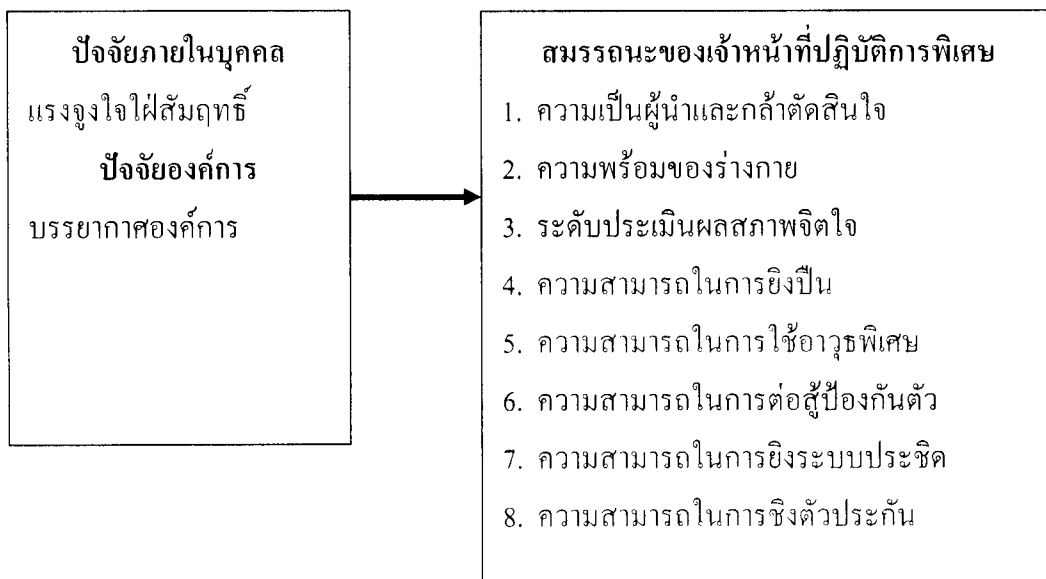 ปัจจัยภายในบุคคล
แรงจูงใจใฝ่สัมฤทธิ์
ปัจจัยองค์การ
บรรยากาศองค์การ
สมรรถนะของเจ้าหน้าที่ปฏิบัติการพิเศษ
1. ความเป็นผู้นำและกล้าตัดสินใจ
2. ความพร้อมของร่างกาย
3. ระดับประเมินผลสภาพจิตใจ
4. ความสามารถในการยิงปืน
5. ความสามารถในการใช้อาวุธพิเศษ
6. ความสามารถในการต่อสู้ป้องกันตัว
7. ความสามารถในการยิงระบบประชิด
8. ความสามารถในการชิงตัวประกัน